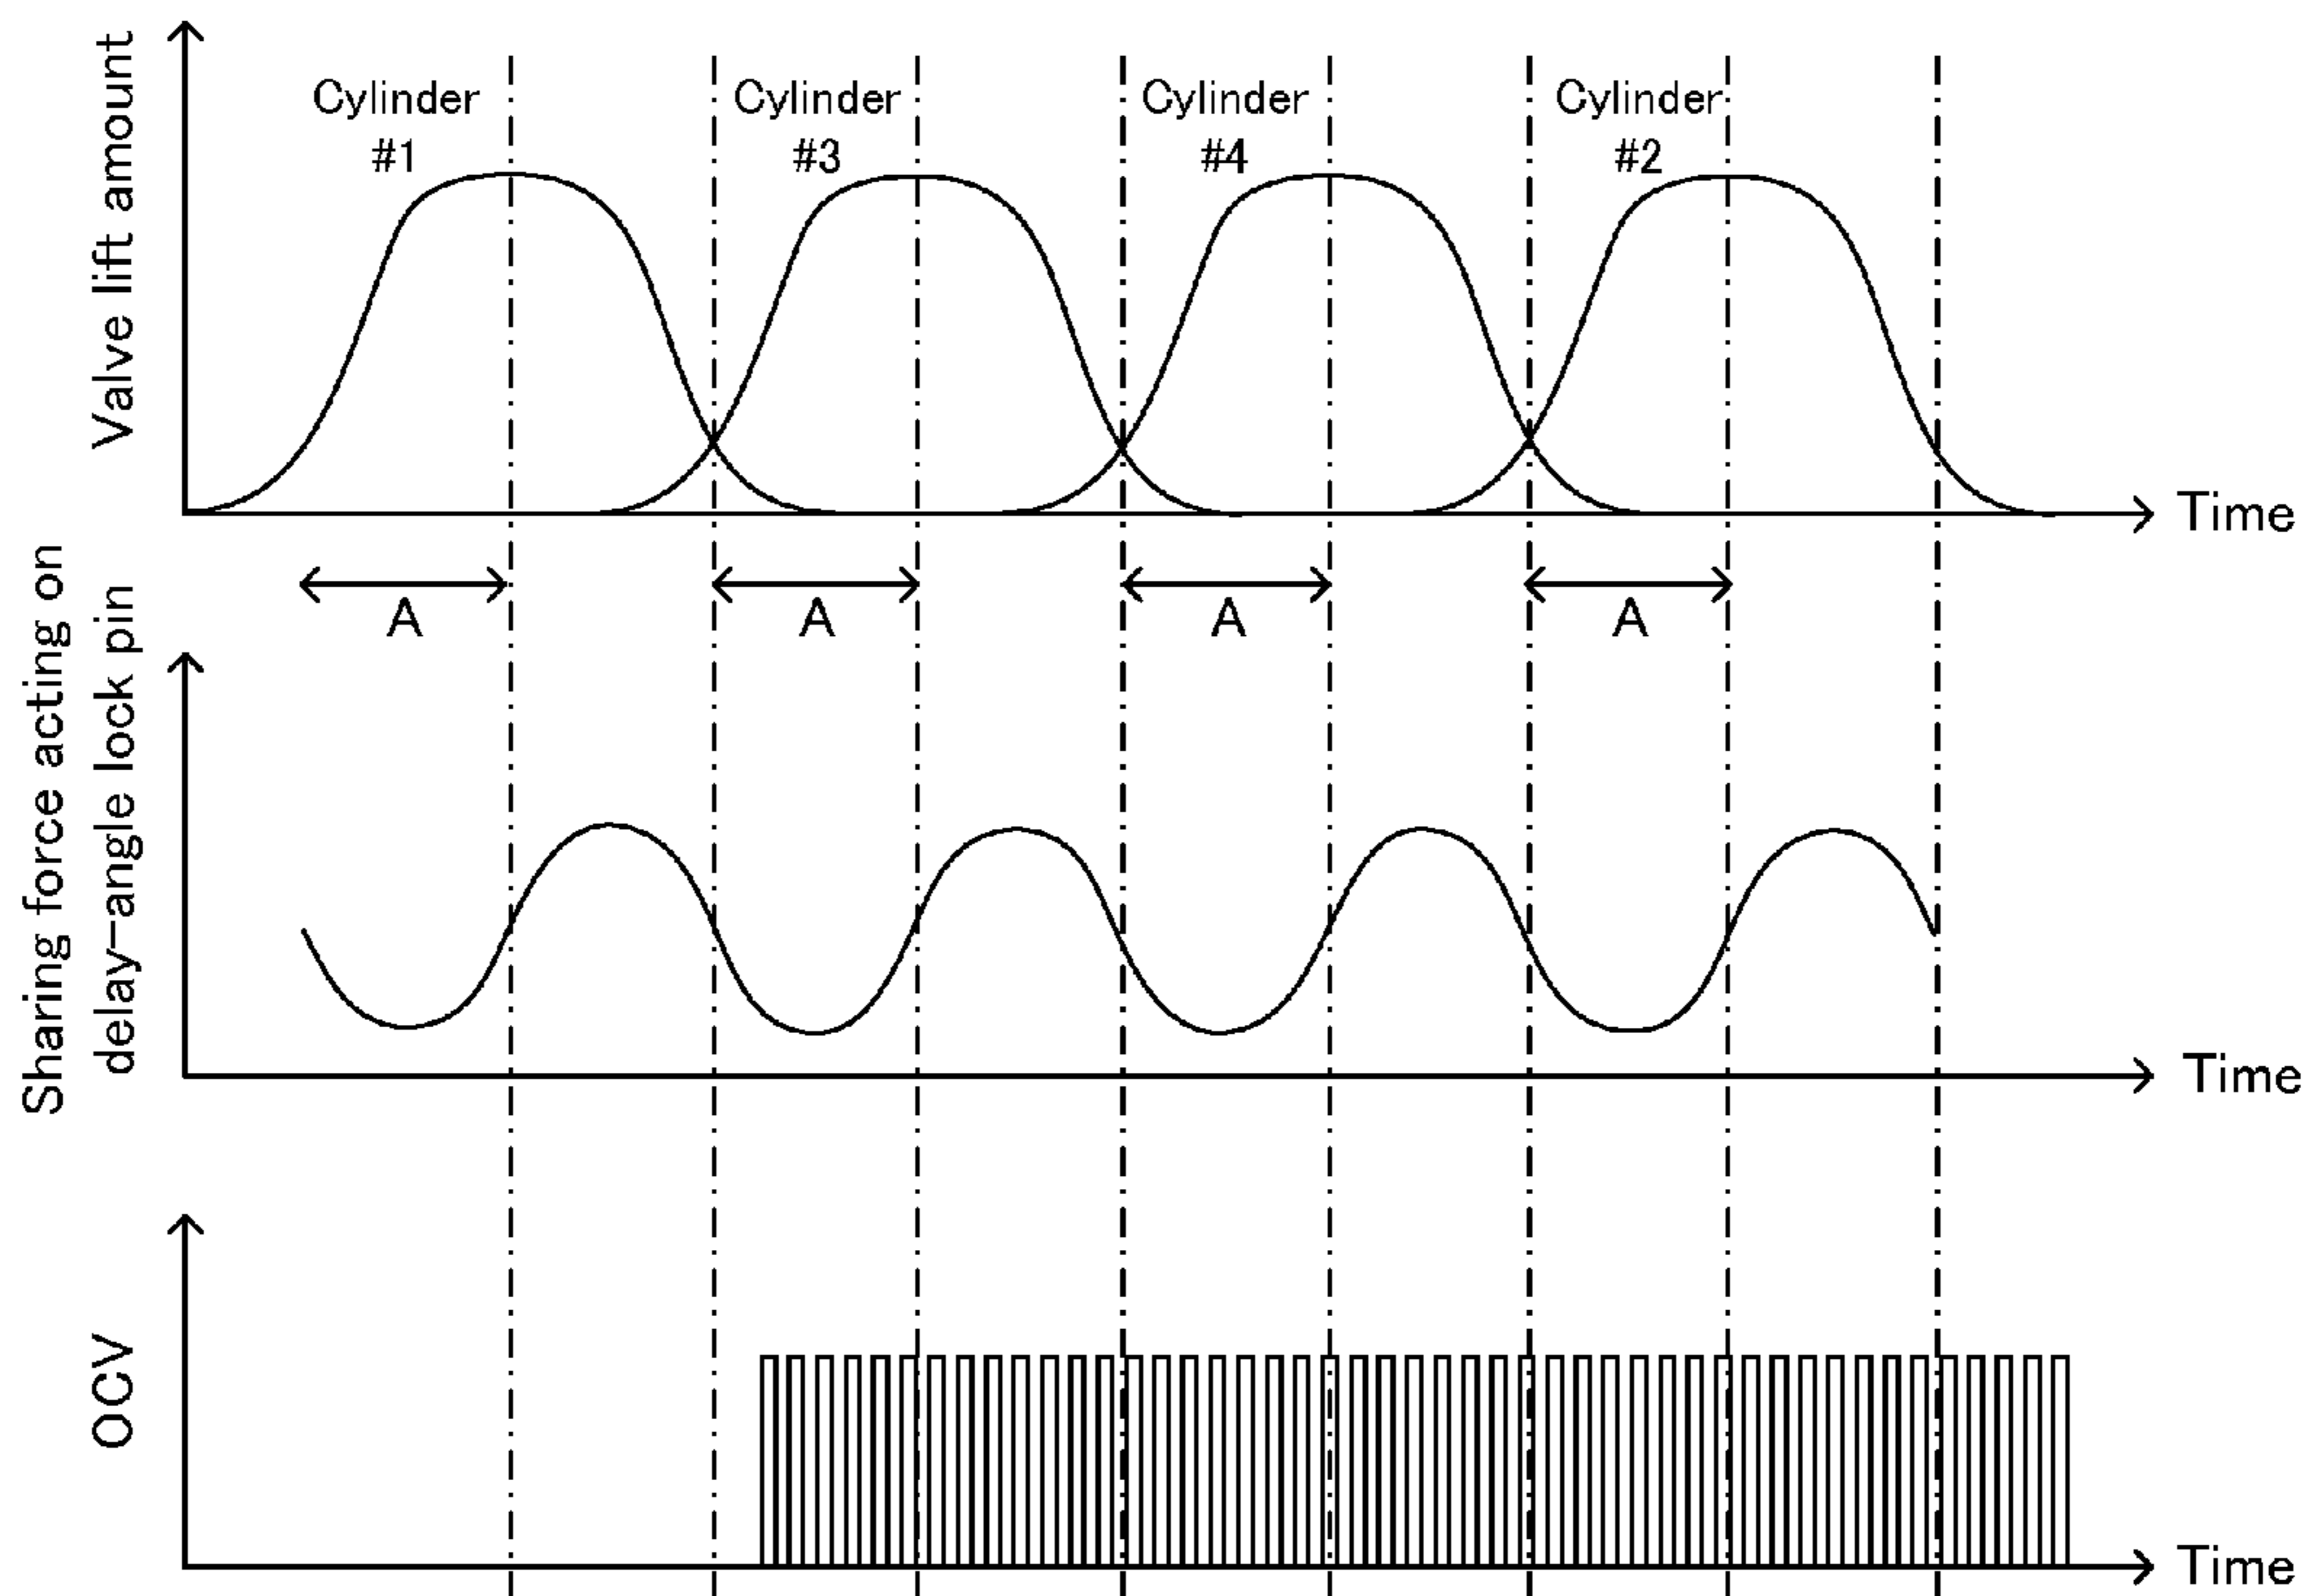 Valve lift amount
Cylinder
#1
Cylinder
#3
Cylinder
#4
Cylinder
#2
Time
A
A
A
A
Sharing force acting on
delay-angle lock pin
Time
OCV
Time